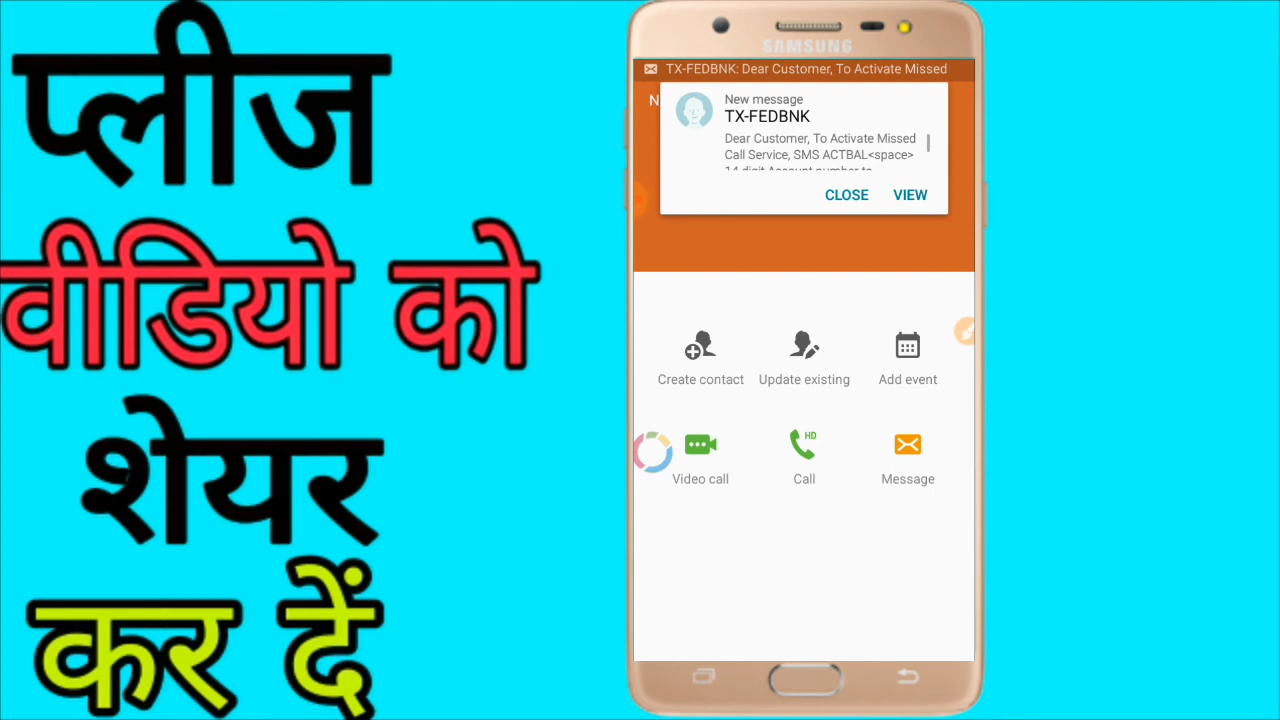 प्लीज
वीडियो को
शेयर
कर दें
SAMSUNG
TX-FEDBNK: Dear Customer, To Activate Missed
N
New message
TX-FEDBNK
Dear Customer, To Activate Missed
Call Service, SMS ACTBAL<space>
14 digit Account number to
CLOSE VIEW
Create contact Update existing Add event
HD
Video call Call Message